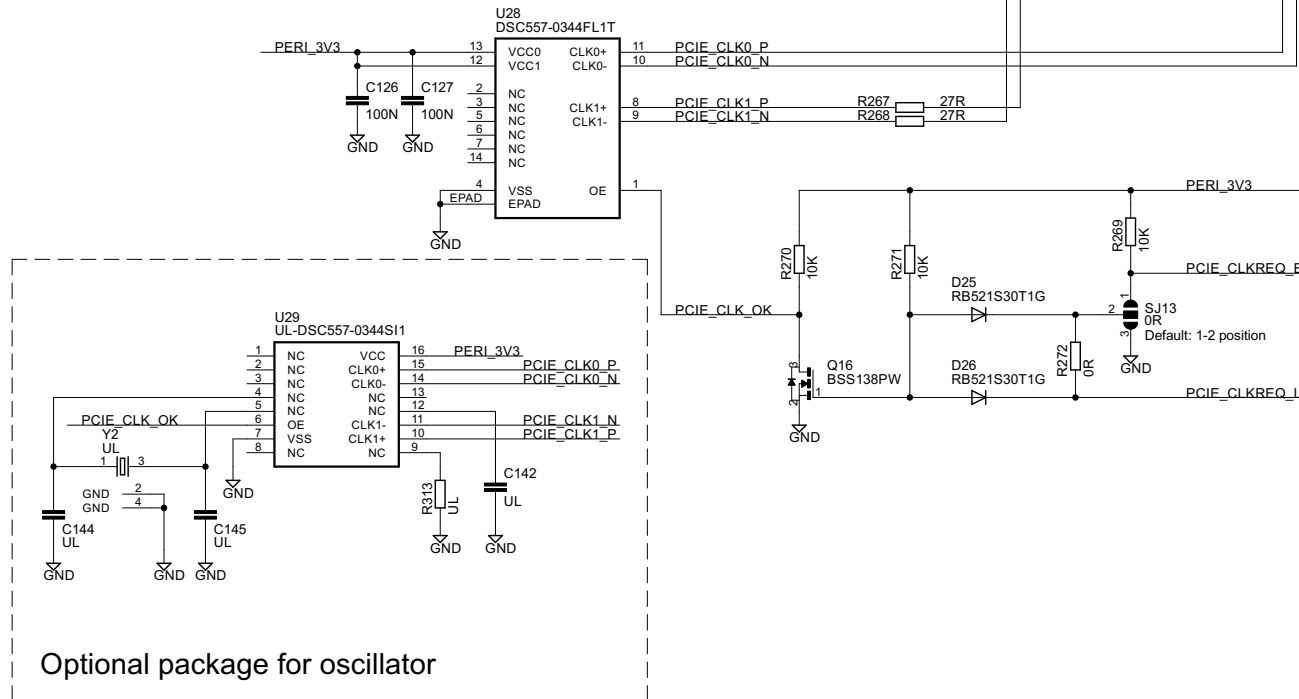 U28
DSC557-0344FL1T
PERI_3V3
13 VCC0 CLK0+ 11 PCIE_CLK0_P
12 VCC1 CLK0- 10 PCIE_CLK0_N
C126
100N
C127
100N
GND GND
2 NC
3 NC CLK1+ 8 PCIE_CLK1_P R267 27R
5 NC CLK1- 9 PCIE_CLK1_N R268 27R
6 NC
7 NC
14 NC
4 VSS OE 1
EPAD EPAD
GND
PERI_3V3
R270 10K
R271 10K
R269 10K
PCIE_CLKREQ_
PCIE_CLK_OK
D25
RB521S30T1G
1
2
3
SJ13
0R
Default: 1-2 position
GND
R272 0R
Q16
BSS138PW
3
1
2
GND
D26
RB521S30T1G
PCIE_CLKREQ_L
U29
UL-DSC557-0344SI1
1 NC VCC 16 PERI_3V3
2 NC CLK0+ 15 PCIE_CLK0_P
3 NC CLK0- 14 PCIE_CLK0_N
4 NC NC 13
5 NC NC 12
PCIE_CLK_OK 6 OE CLK1- 11 PCIE_CLK1_N
7 VSS CLK1+ 10 PCIE_CLK1_P
8 NC NC 9
Y2
UL
1 3
GND 2
GND 4
GND
C144
UL
C145
UL
GND GND GND
R313 UL
C142
UL
GND GND
Optional package for oscillator